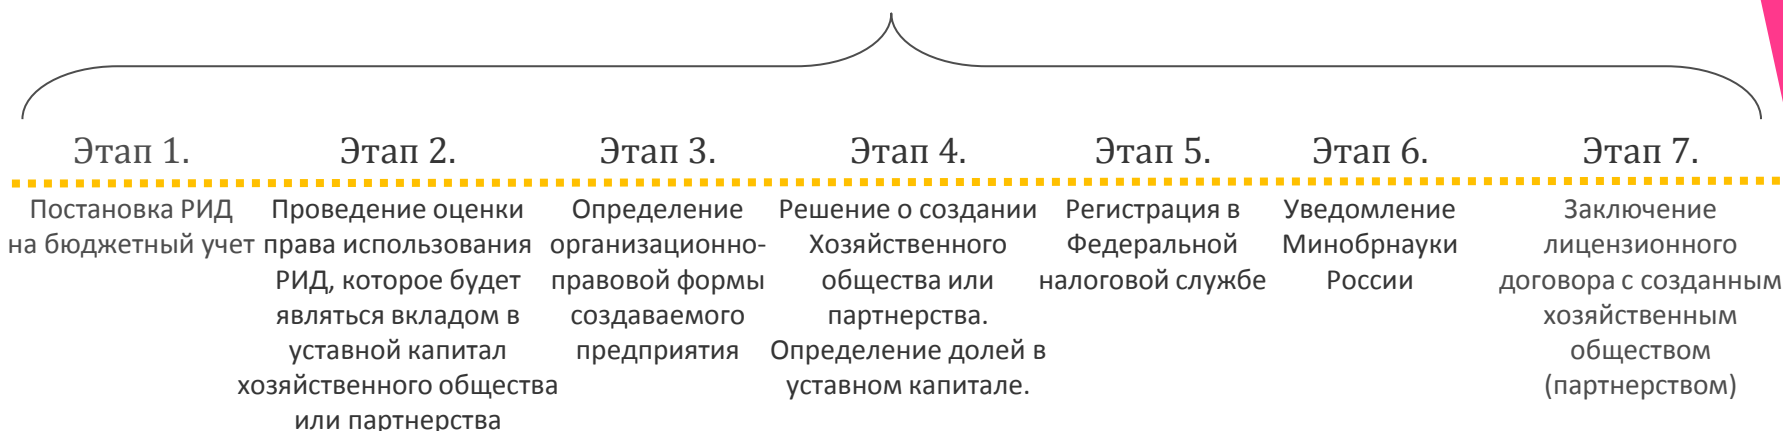 Этап 1.
Постановка РИД
на бюджетный учет
Этап 2.
Проведение оценки
права использования
РИД, которое будет
являться вкладом в
уставной капитал
хозяйственного общества
или партнерства
Этап 3.
Определение
организационно-
правовой формы
создаваемого
предприятия
Этап 4.
Решение о создании
Хозяйственного
общества или
партнерства.
Определение долей в
уставном капитале.
Этап 5.
Регистрация в
Федеральной
налоговой службе
Этап 6.
Уведомление
Минобрнауки
России
Этап 7.
Заключение
лицензионного
договора с созданным
хозяйственным
обществом
(партнерством)